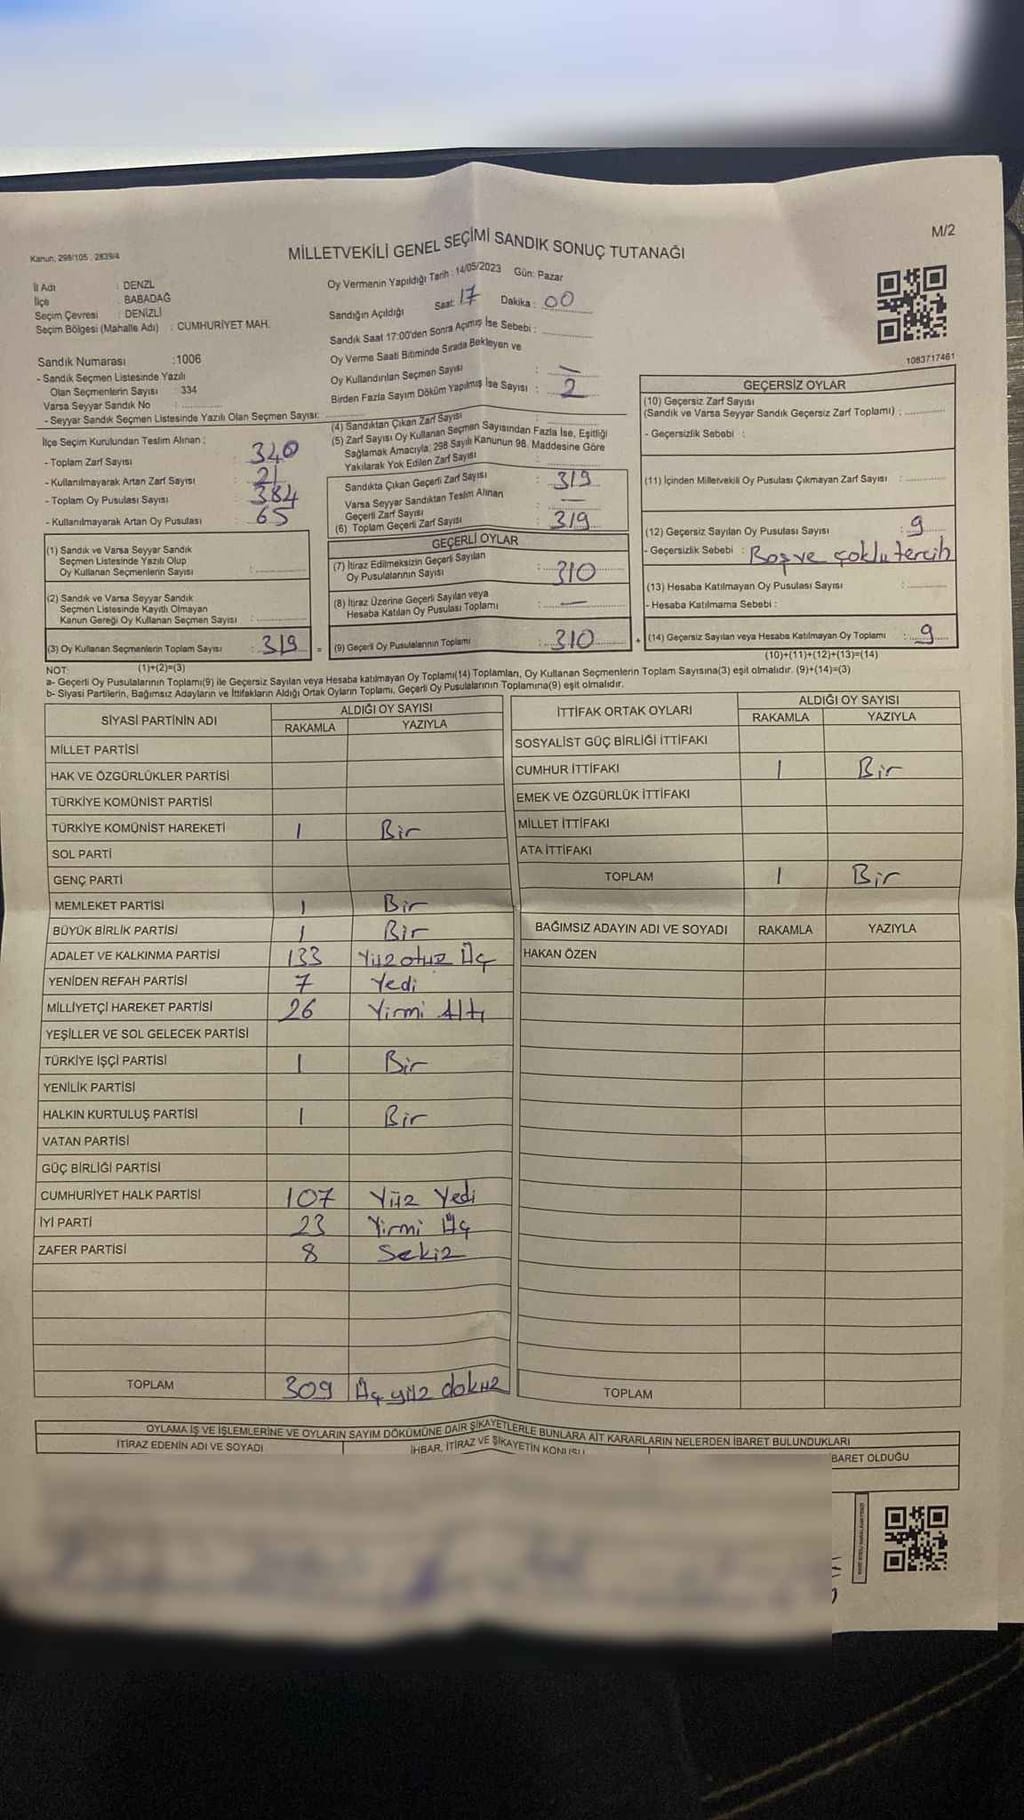 M/2
Kanun, 298/105 , 2839/4
MİLLETVEKİLİ GENEL SEÇİMİ SANDIK SONUÇ TUTANAĞI
İl Adı : DENZL
İlçe : BABADAĞ
Seçim Çevresi : DENİZLİ
Seçim Bölgesi (Mahalle Adı) : CUMHURİYET MAH.
Sandık Numarası :1006
- Sandık Seçmen Listesinde Yazılı
Olan Seçmenlerin Sayısı : 334
Varsa Seyyar Sandık No :
- Seyyar Sandık Seçmen Listesinde Yazılı Olan Seçmen Sayısı:
Oy Vermenin Yapıldığı Tarih : 14/05/2023 Gün: Pazar
Sandığın Açıldığı Saat: 17 Dakika : 00
Sandık Saat 17:00'den Sonra Açılmış İse Sebebi :
Oy Verme Saati Bitiminde Sırada Bekleyen ve
Oy Kullandırılan Seçmen Sayısı : —
Birden Fazla Sayım Döküm Yapılmış İse Sayısı : 2
1083717461
İlçe Seçim Kurulundan Teslim Alınan ;
- Toplam Zarf Sayısı : 340
- Kullanılmayarak Artan Zarf Sayısı : 21
- Toplam Oy Pusulası Sayısı : 384
- Kullanılmayarak Artan Oy Pusulası : 65
(4) Sandıktan Çıkan Zarf Sayısı :
(5) Zarf Sayısı Oy Kullanan Seçmen Sayısından Fazla İse, Eşitliği
Sağlamak Amacıyla; 298 Sayılı Kanunun 98. Maddesine Göre
Yakılarak Yok Edilen Zarf Sayısı :
Sandıkta Çıkan Geçerli Zarf Sayısı : 319
Varsa Seyyar Sandıktan Teslim Alınan
Geçerli Zarf Sayısı : —
(6) Toplam Geçerli Zarf Sayısı : 319
GEÇERSİZ OYLAR
(10) Geçersiz Zarf Sayısı
(Sandık ve Varsa Seyyar Sandık Geçersiz Zarf Toplamı) :
- Geçersizlik Sebebi :
(11) İçinden Milletvekili Oy Pusulası Çıkmayan Zarf Sayısı :
(12) Geçersiz Sayılan Oy Pusulası Sayısı : 9
- Geçersizlik Sebebi : Boş ve çoklu tercih
(13) Hesaba Katılmayan Oy Pusulası Sayısı :
- Hesaba Katılmama Sebebi :
(14) Geçersiz Sayılan veya Hesaba Katılmayan Oy Toplamı : 9
(10)+(11)+(12)+(13)=(14)
(1) Sandık ve Varsa Seyyar Sandık
Seçmen Listesinde Yazılı Olup
Oy Kullanan Seçmenlerin Sayısı :
(2) Sandık ve Varsa Seyyar Sandık
Seçmen Listesinde Kayıtlı Olmayan
Kanun Gereği Oy Kullanan Seçmen Sayısı :
(3) Oy Kullanan Seçmenlerin Toplam Sayısı : 319 =
(1)+(2)=(3)
GEÇERLİ OYLAR
(7) İtiraz Edilmeksizin Geçerli Sayılan
Oy Pusulalarının Sayısı : 310
(8) İtiraz Üzerine Geçerli Sayılan veya
Hesaba Katılan Oy Pusulası Toplamı : —
(9) Geçerli Oy Pusulalarının Toplamı : 310 +
NOT:
a- Geçerli Oy Pusulalarının Toplamı(9) ile Geçersiz Sayılan veya Hesaba katılmayan Oy Toplamı(14) Toplamları, Oy Kullanan Seçmenlerin Toplam Sayısına(3) eşit olmalıdır. (9)+(14)=(3)
b- Siyasi Partilerin, Bağımsız Adayların ve İttifakların Aldığı Ortak Oyların Toplamı, Geçerli Oy Pusulalarının Toplamına(9) eşit olmalıdır.
SİYASİ PARTİNİN ADI ALDIĞI OY SAYISI
RAKAMLA YAZIYLA
MİLLET PARTİSİ
HAK VE ÖZGÜRLÜKLER PARTİSİ
TÜRKİYE KOMÜNİST PARTİSİ
TÜRKİYE KOMÜNİST HAREKETİ 1 Bir
SOL PARTİ
GENÇ PARTİ
MEMLEKET PARTİSİ 1 Bir
BÜYÜK BİRLİK PARTİSİ 1 Bir
ADALET VE KALKINMA PARTİSİ 133 Yüz otuz Üç
YENİDEN REFAH PARTİSİ 7 Yedi
MİLLİYETÇİ HAREKET PARTİSİ 26 Yirmi Altı
YEŞİLLER VE SOL GELECEK PARTİSİ
TÜRKİYE İŞÇİ PARTİSİ 1 Bir
YENİLİK PARTİSİ
HALKIN KURTULUŞ PARTİSİ 1 Bir
VATAN PARTİSİ
GÜÇ BİRLİĞİ PARTİSİ
CUMHURİYET HALK PARTİSİ 107 Yüz Yedi
İYİ PARTİ 23 Yirmi Üç
ZAFER PARTİSİ 8 Sekiz
TOPLAM 309 Üç yüz dokuz
İTTİFAK ORTAK OYLARI ALDIĞI OY SAYISI
RAKAMLA YAZIYLA
SOSYALİST GÜÇ BİRLİĞİ İTTİFAKI
CUMHUR İTTİFAKI 1 Bir
EMEK VE ÖZGÜRLÜK İTTİFAKI
MİLLET İTTİFAKI
ATA İTTİFAKI
TOPLAM 1 Bir
BAĞIMSIZ ADAYIN ADI VE SOYADI RAKAMLA YAZIYLA
HAKAN ÖZEN
TOPLAM
OYLAMA İŞ VE İŞLEMLERİNE VE OYLARIN SAYIM DÖKÜMÜNE DAİR ŞİKAYETLERLE BUNLARA AİT KARARLARIN NELERDEN İBARET BULUNDUKLARI
İTİRAZ EDENİN ADI VE SOYADI İHBAR, İTİRAZ VE ŞİKAYETİN KONUSU BARET OLDUĞU